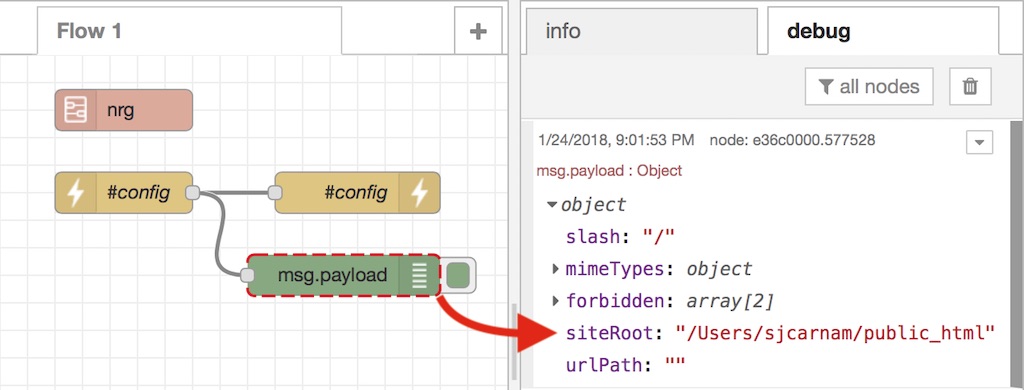 Flow 1
+
nrg
#config
#config
msg.payload
info
debug
all nodes
1/24/2018, 9:01:53 PM node: e36c0000.577528
msg.payload : Object
object
slash: "/"
mimeTypes: object
forbidden: array[2]
siteRoot: "/Users/sjcarnam/public_html"
urlPath: ""